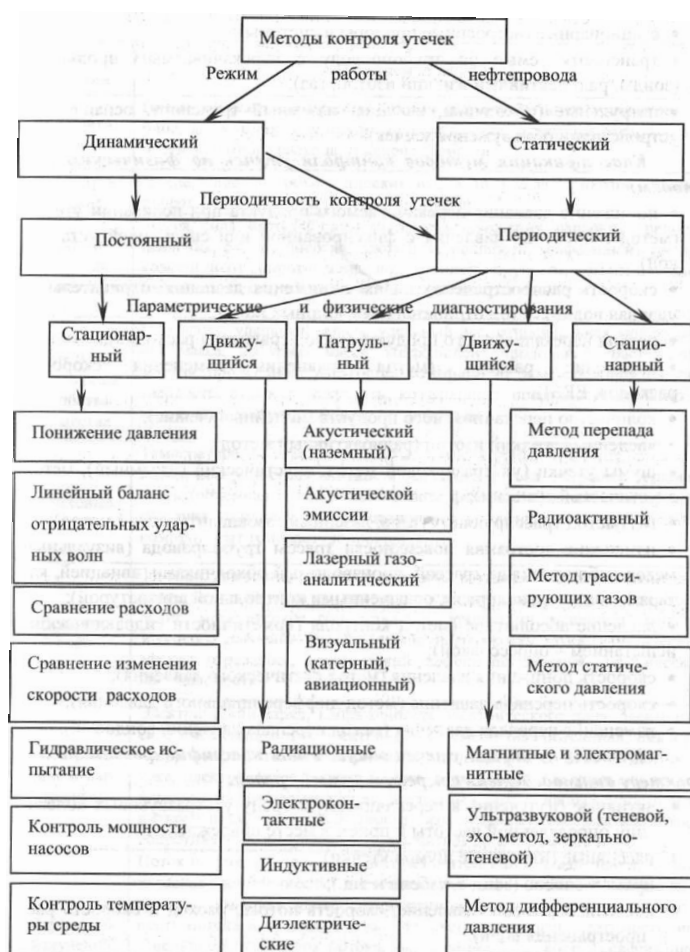 Методы контроля утечек
Режим работы нефтепровода
Динамический
Статический
Периодичность контроля утечек
Постоянный
Периодический
Параметрические и физические диагностирования
Стационар-
ный
Движу-
щийся
Патруль-
ный
Движу-
щийся
Стацио-
нарный
Понижение давления
Линейный баланс
отрицательных удар-
ных волн
Сравнение расходов
Сравнение изменения
скорости расходов
Гидравлическое ис-
пытание
Контроль мощности
насосов
Контроль температу-
ры среды
Акустический
(наземный)
Акустической
эмиссии
Лазерный газо-
аналитический
Визуальный
(катерный,
авиационный)
Радиационные
Электрокон-
тактные
Индуктивные
Диэлектриче-
ские
Метод перепада
давления
Радиоактивный
Метод трасси-
рующих газов
Метод статиче-
ского давления
Магнитные и электромаг-
нитные
Ультразвуковой (теневой,
эхо-метод, зеркально-
теневой)
Метод дифференциального
давления